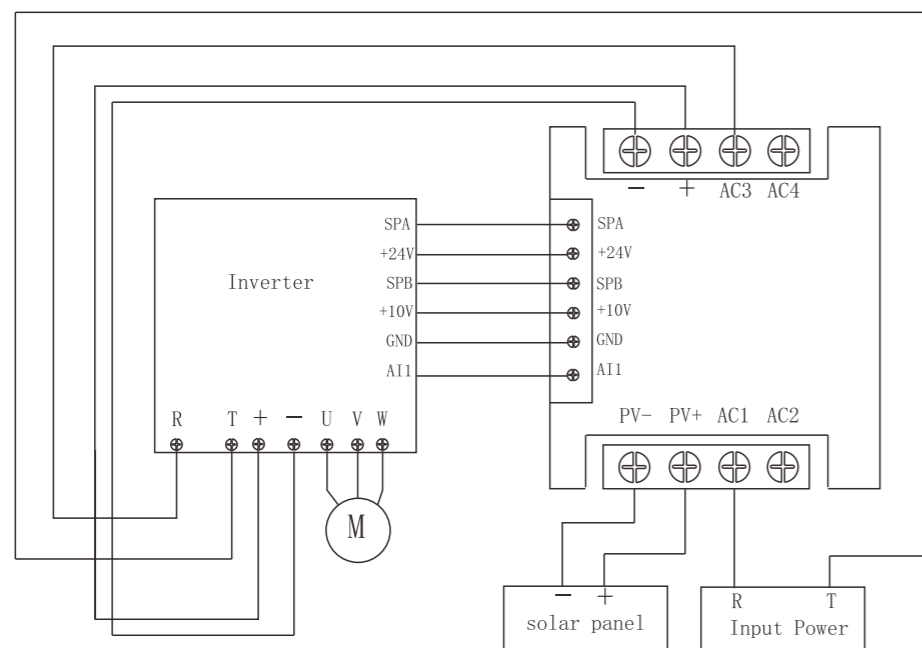 − + AC3 AC4
SPA
+24V
SPB
+10V
GND
AI1
Inverter
SPA
+24V
SPB
+10V
GND
AI1
R T + − U V W
M
PV- PV+ AC1 AC2
− +
solar panel
R T
Input Power